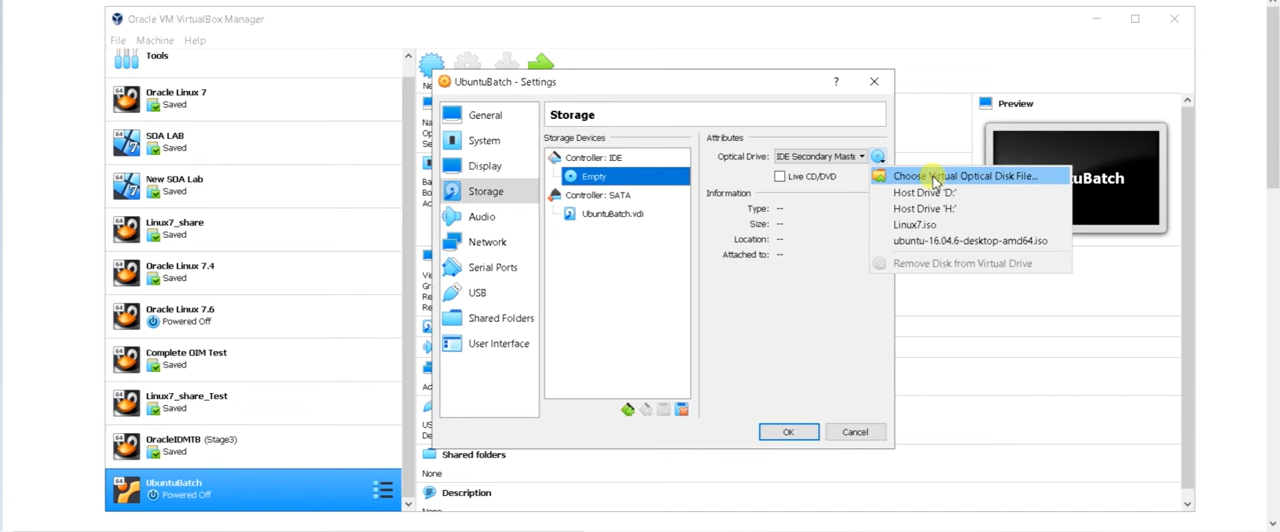 Oracle VM VirtualBox Manager
File Machine Help
Tools
Oracle Linux 7
Saved
SOA LAB
Saved
New SOA Lab
Saved
Linux7_share
Saved
Oracle Linux 7.4
Saved
Oracle Linux 7.6
Powered Off
Complete OIM Test
Saved
Linux7_share_Test
Saved
OracleIDMTB (Stage3)
Saved
UbuntuBatch
Powered Off
UbuntuBatch - Settings
?
General
System
Display
Storage
Audio
Network
Serial Ports
USB
Shared Folders
User Interface
Storage
Storage Devices
Controller: IDE
Empty
Controller: SATA
UbuntuBatch.vdi
Attributes
Optical Drive: IDE Secondary Maste
Live CD/DVD
Information
Type: --
Size: --
Location: --
Attached to: --
OK Cancel
Choose Virtual Optical Disk File...
Host Drive 'D:'
Host Drive 'H:'
Linux7.iso
ubuntu-16.04.6-desktop-amd64.iso
Remove Disk from Virtual Drive
Preview
uBatch
Shared folders
None
Description